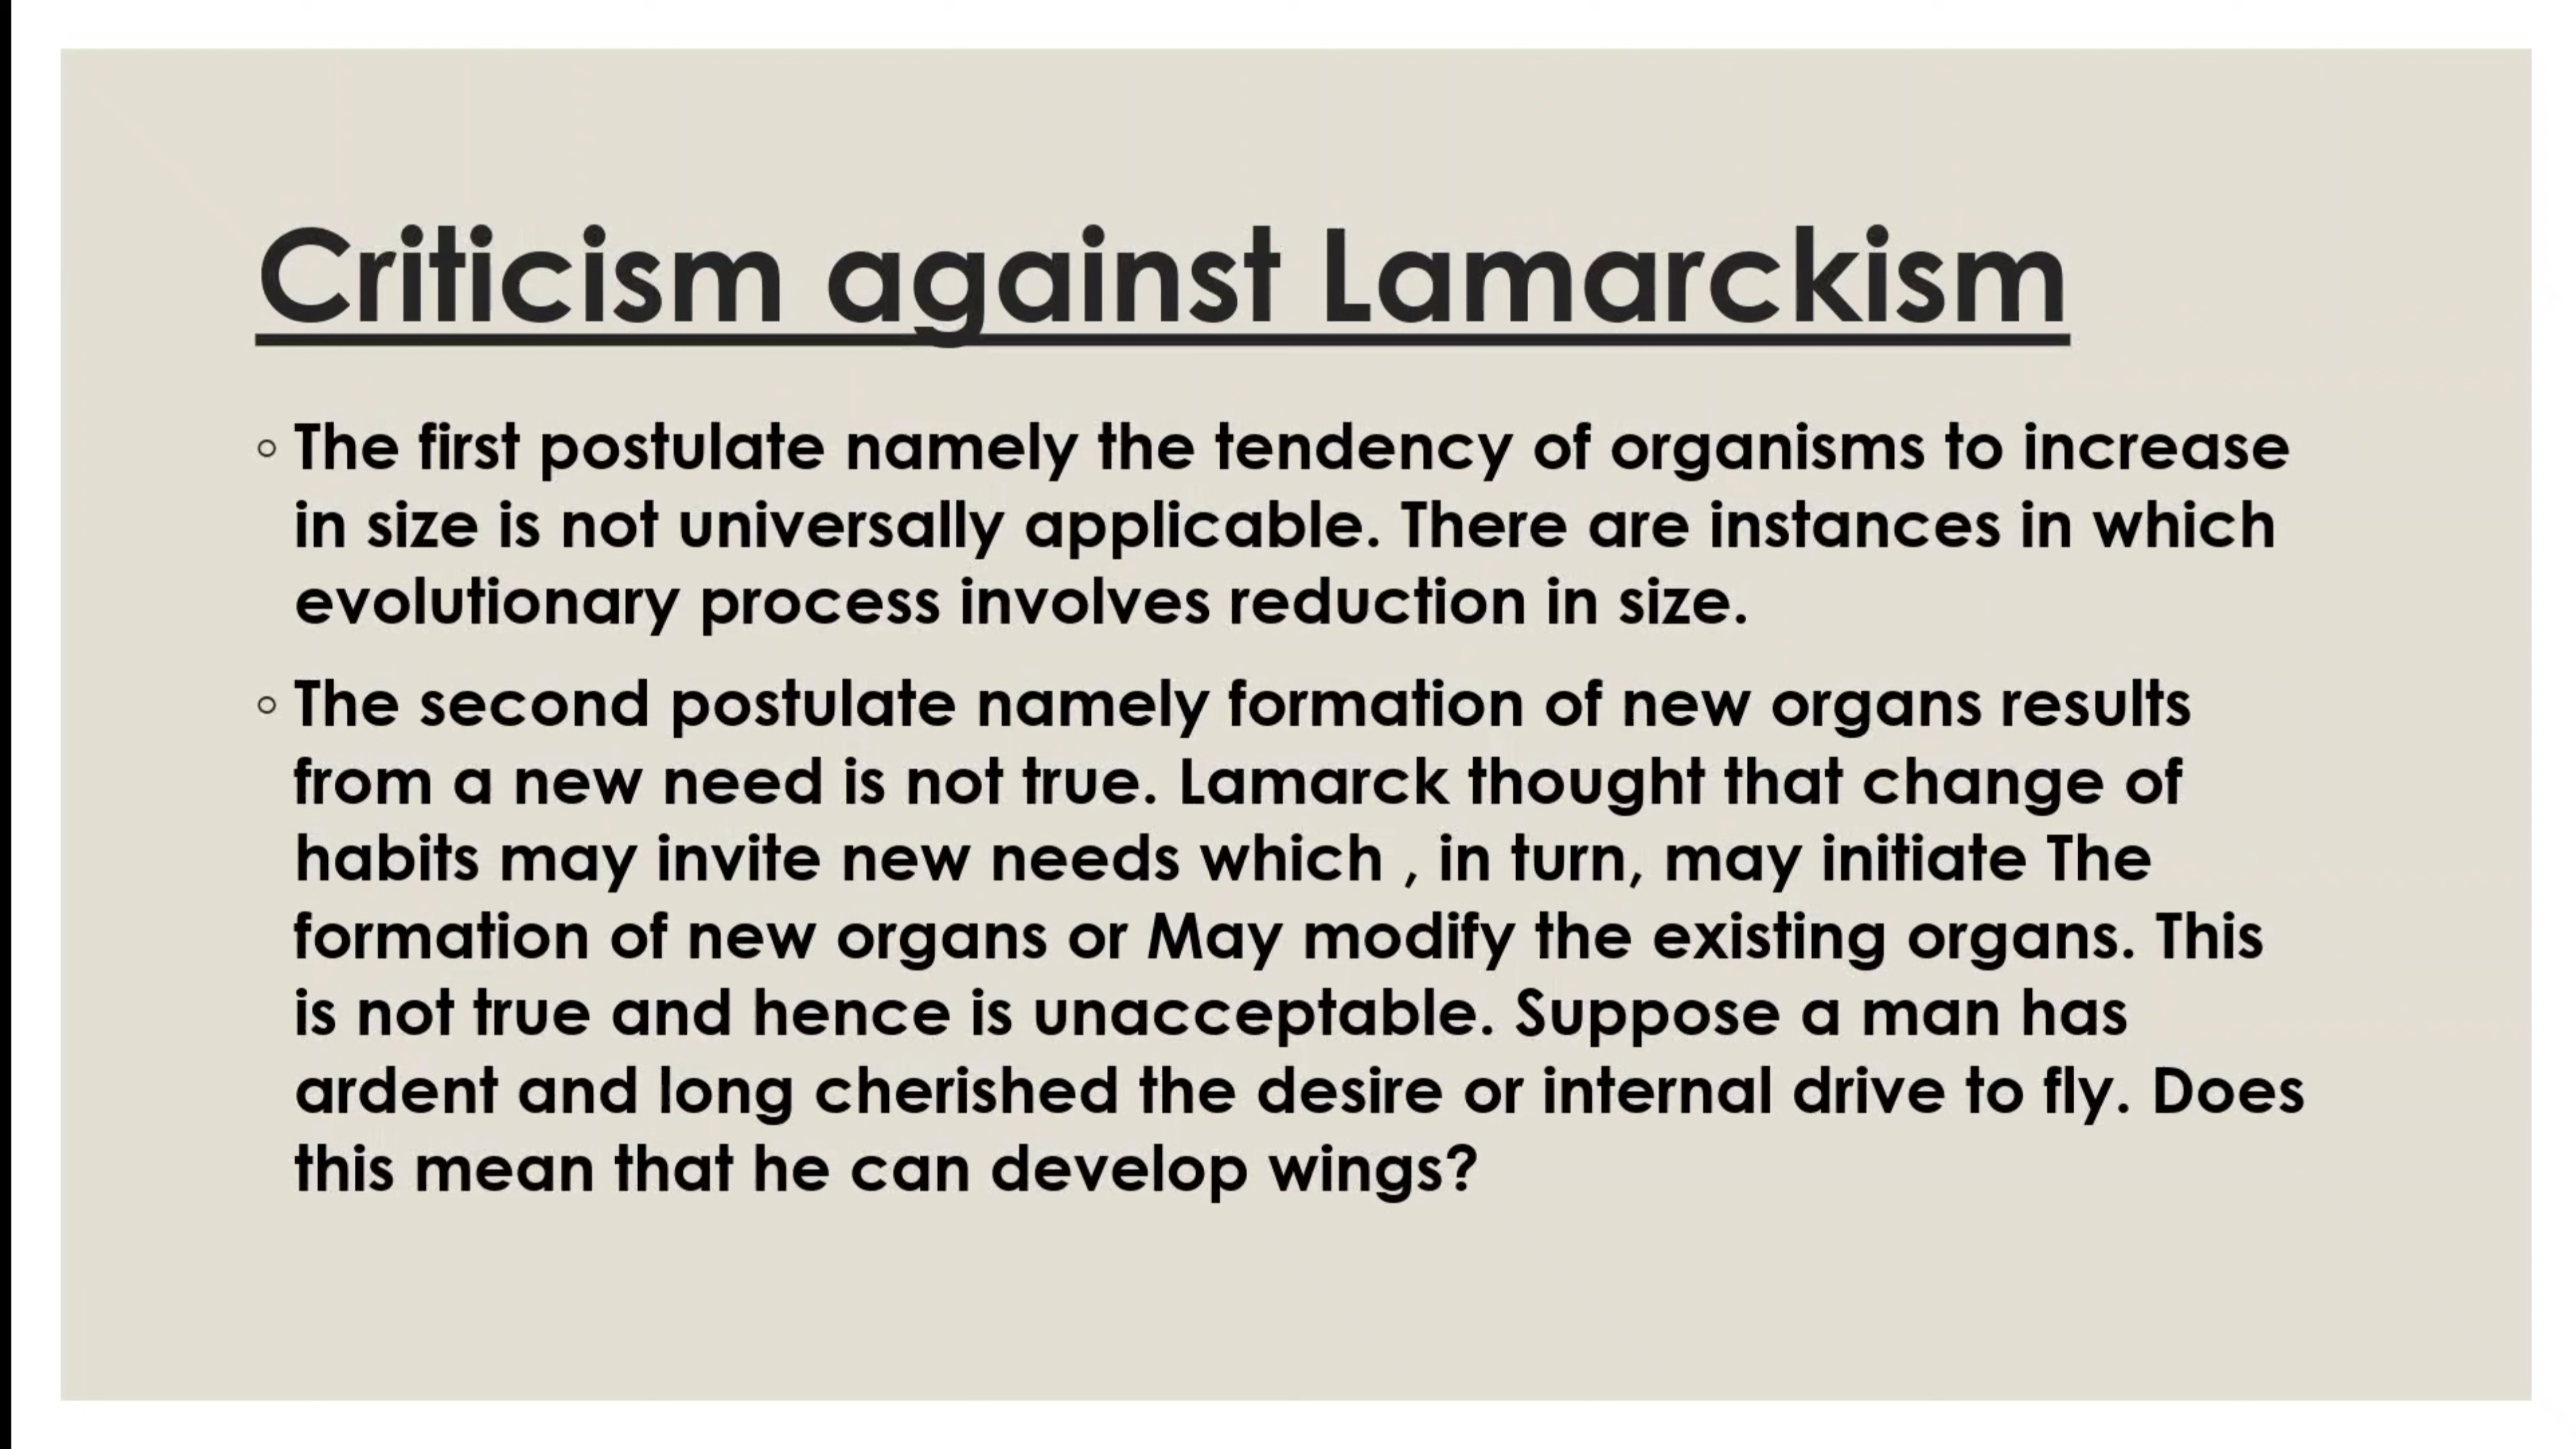 Criticism against Lamarckism
◦ The first postulate namely the tendency of organisms to increase
in size is not universally applicable. There are instances in which
evolutionary process involves reduction in size.
◦ The second postulate namely formation of new organs results
from a new need is not true. Lamarck thought that change of
habits may invite new needs which , in turn, may initiate The
formation of new organs or May modify the existing organs. This
is not true and hence is unacceptable. Suppose a man has
ardent and long cherished the desire or internal drive to fly. Does
this mean that he can develop wings?